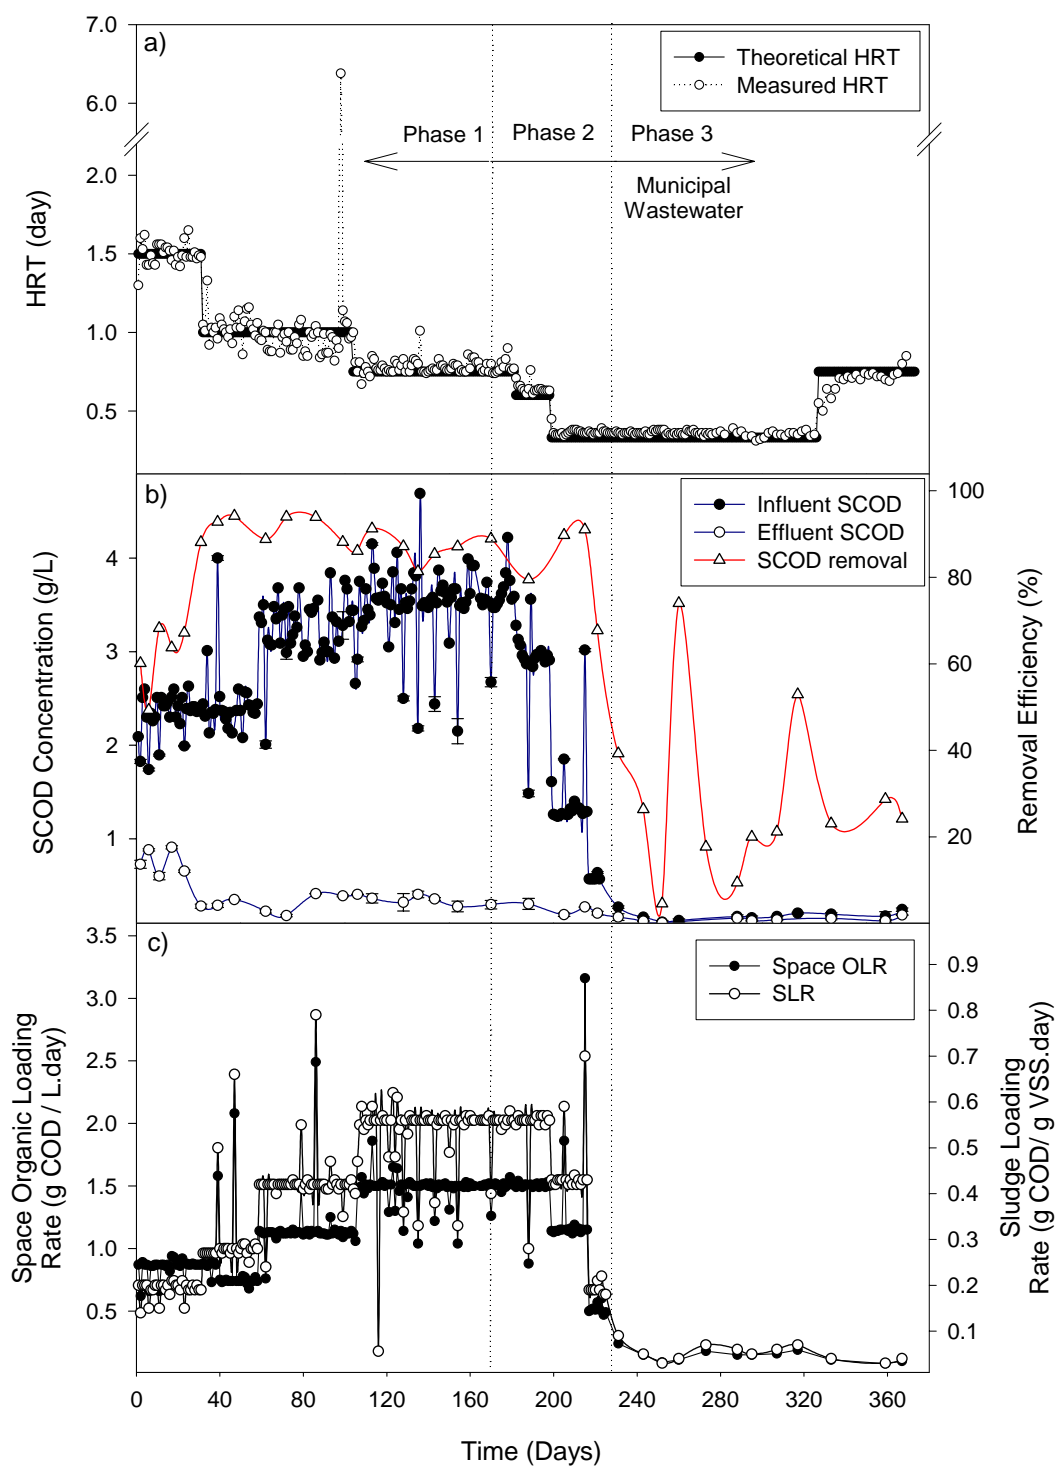 7.0
a)
Theoretical HRT
Measured HRT
6.0
Phase 1
Phase 2
Phase 3
2.0
Municipal
Wastewater
HRT (day)
1.5
1.0
0.5
b)
Influent SCOD
Effluent SCOD
SCOD removal
100
4
80
3
60
SCOD Concentration (g/L)
Removal Efficiency (%)
2
40
1
20
3.5
c)
Space OLR
SLR
0.9
3.0
0.8
2.5
0.7
2.0
0.6
0.5
Space Organic Loading
Rate (g COD / L.day)
Sludge Loading
Rate (g COD/ g VSS.day)
1.5
0.4
1.0
0.3
0.2
0.5
0.1
0 40 80 120 160 200 240 280 320 360
Time (Days)